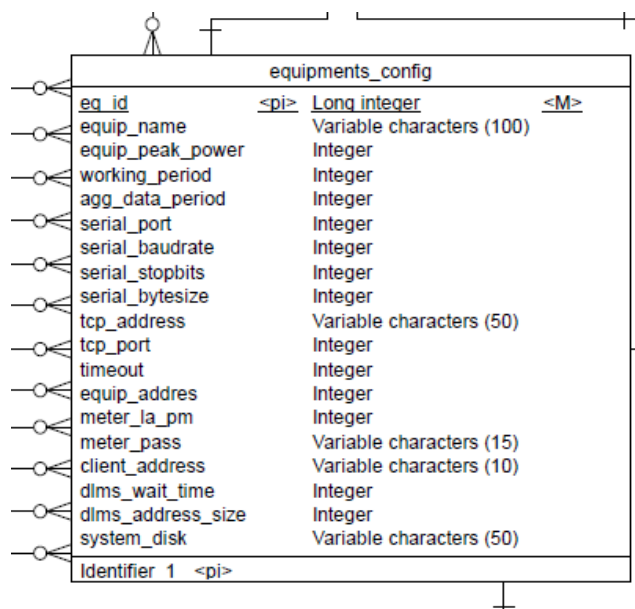 equipments_config
eq_id <pi> Long integer <M>
equip_name Variable characters (100)
equip_peak_power Integer
working_period Integer
agg_data_period Integer
serial_port Integer
serial_baudrate Integer
serial_stopbits Integer
serial_bytesize Integer
tcp_address Variable characters (50)
tcp_port Integer
timeout Integer
equip_addres Integer
meter_la_pm Integer
meter_pass Variable characters (15)
client_address Variable characters (10)
dlms_wait_time Integer
dlms_address_size Integer
system_disk Variable characters (50)
Identifier_1 <pi>